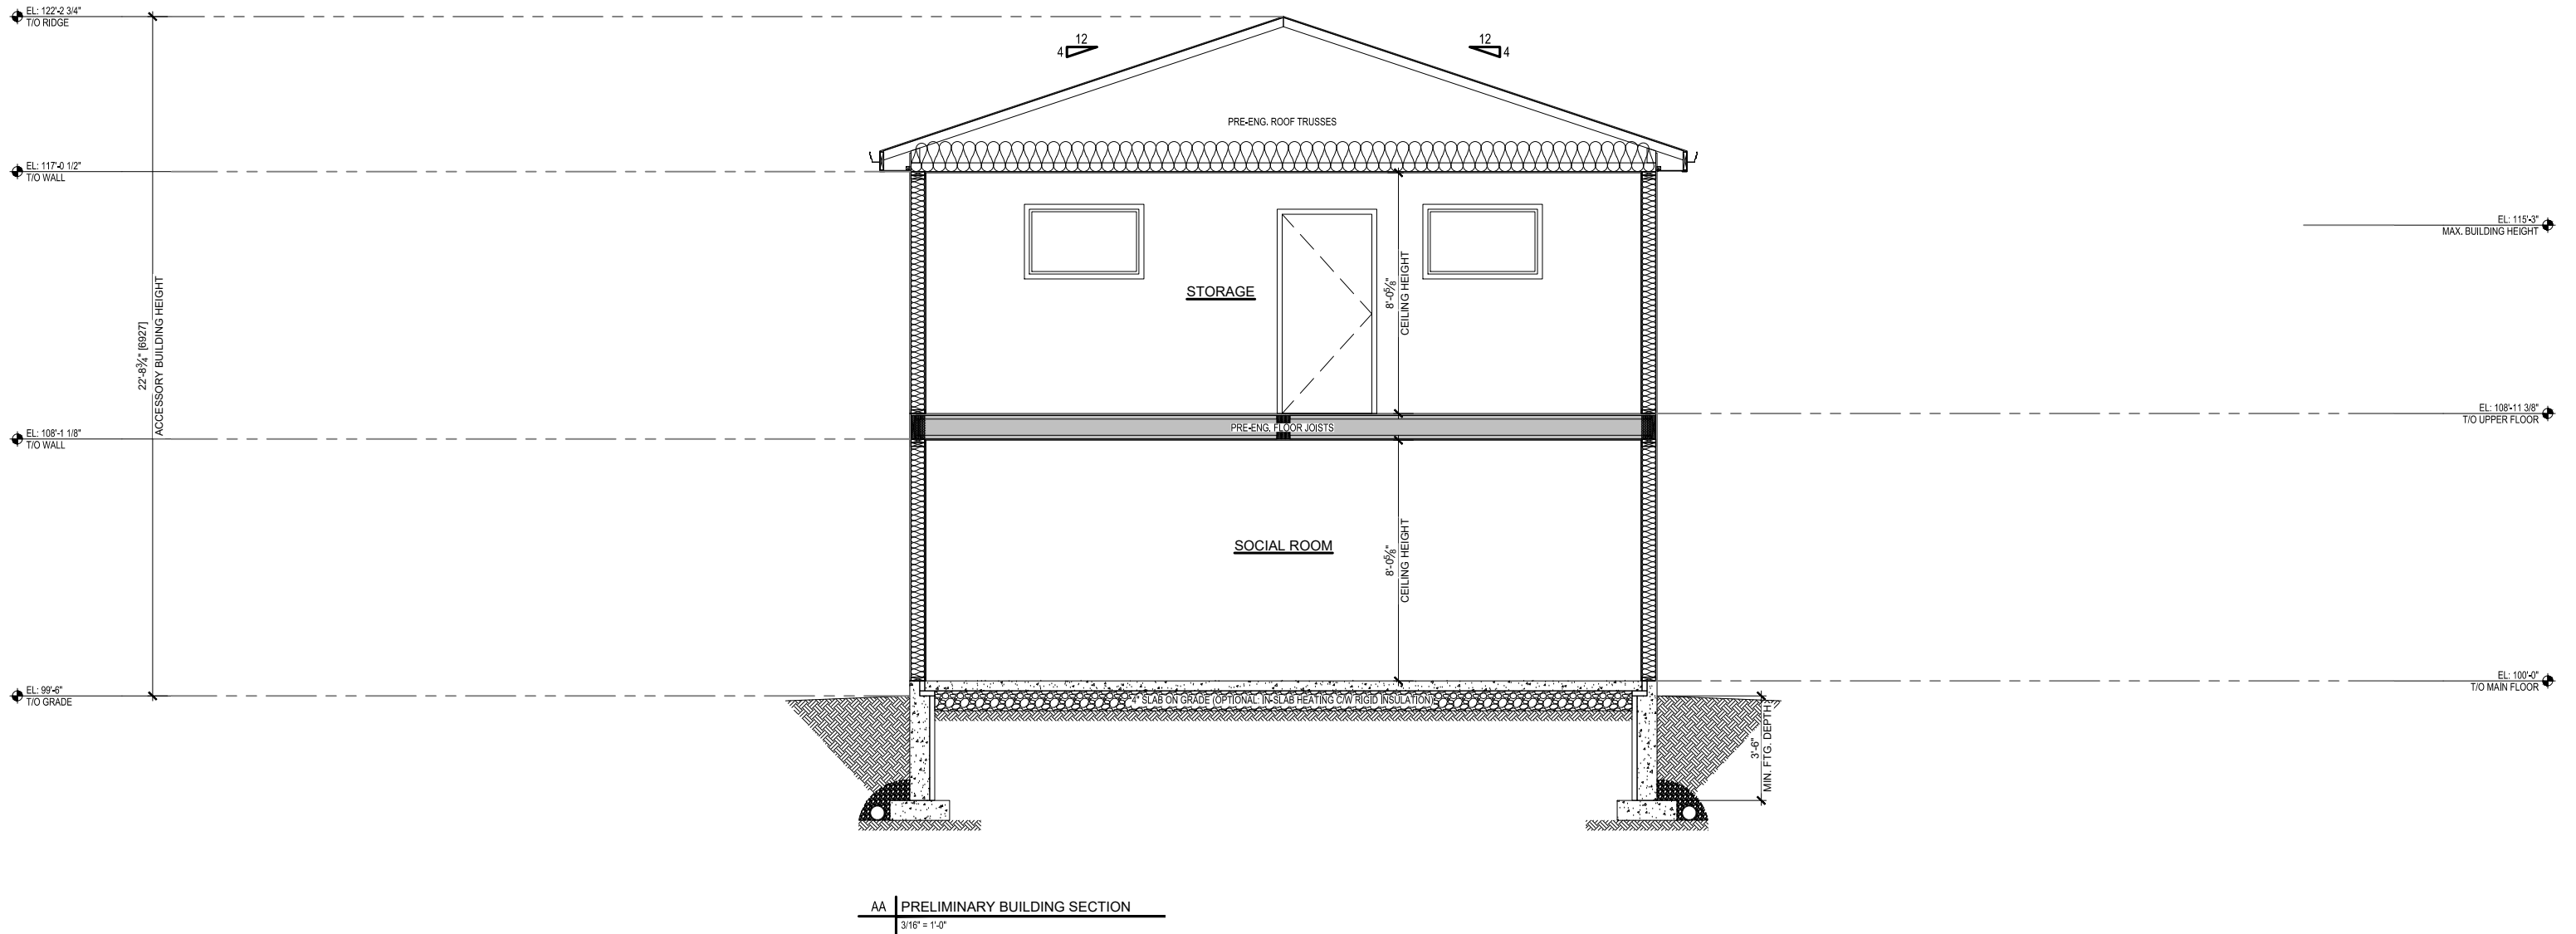 EL: 122'-2 3/4"
T/O RIDGE
12
4
12
4
PRE-ENG. ROOF TRUSSES
EL: 117'-0 1/2"
T/O WALL
EL: 115'-3"
MAX. BUILDING HEIGHT
STORAGE
8'-0⅝"
CEILING HEIGHT
22'-8¾" [6927]
ACCESSORY BUILDING HEIGHT
EL: 108'-11 3/8"
T/O UPPER FLOOR
PRE-ENG. FLOOR JOISTS
EL: 108'-1 1/8"
T/O WALL
SOCIAL ROOM
8'-0⅝"
CEILING HEIGHT
EL: 100'-0"
T/O MAIN FLOOR
EL: 99'-6"
T/O GRADE
4" SLAB ON GRADE (OPTIONAL: IN-SLAB HEATING C/W RIGID INSULATION)
3'-6"
MIN. FTG. DEPTH
AA PRELIMINARY BUILDING SECTION
3/16" = 1'-0"